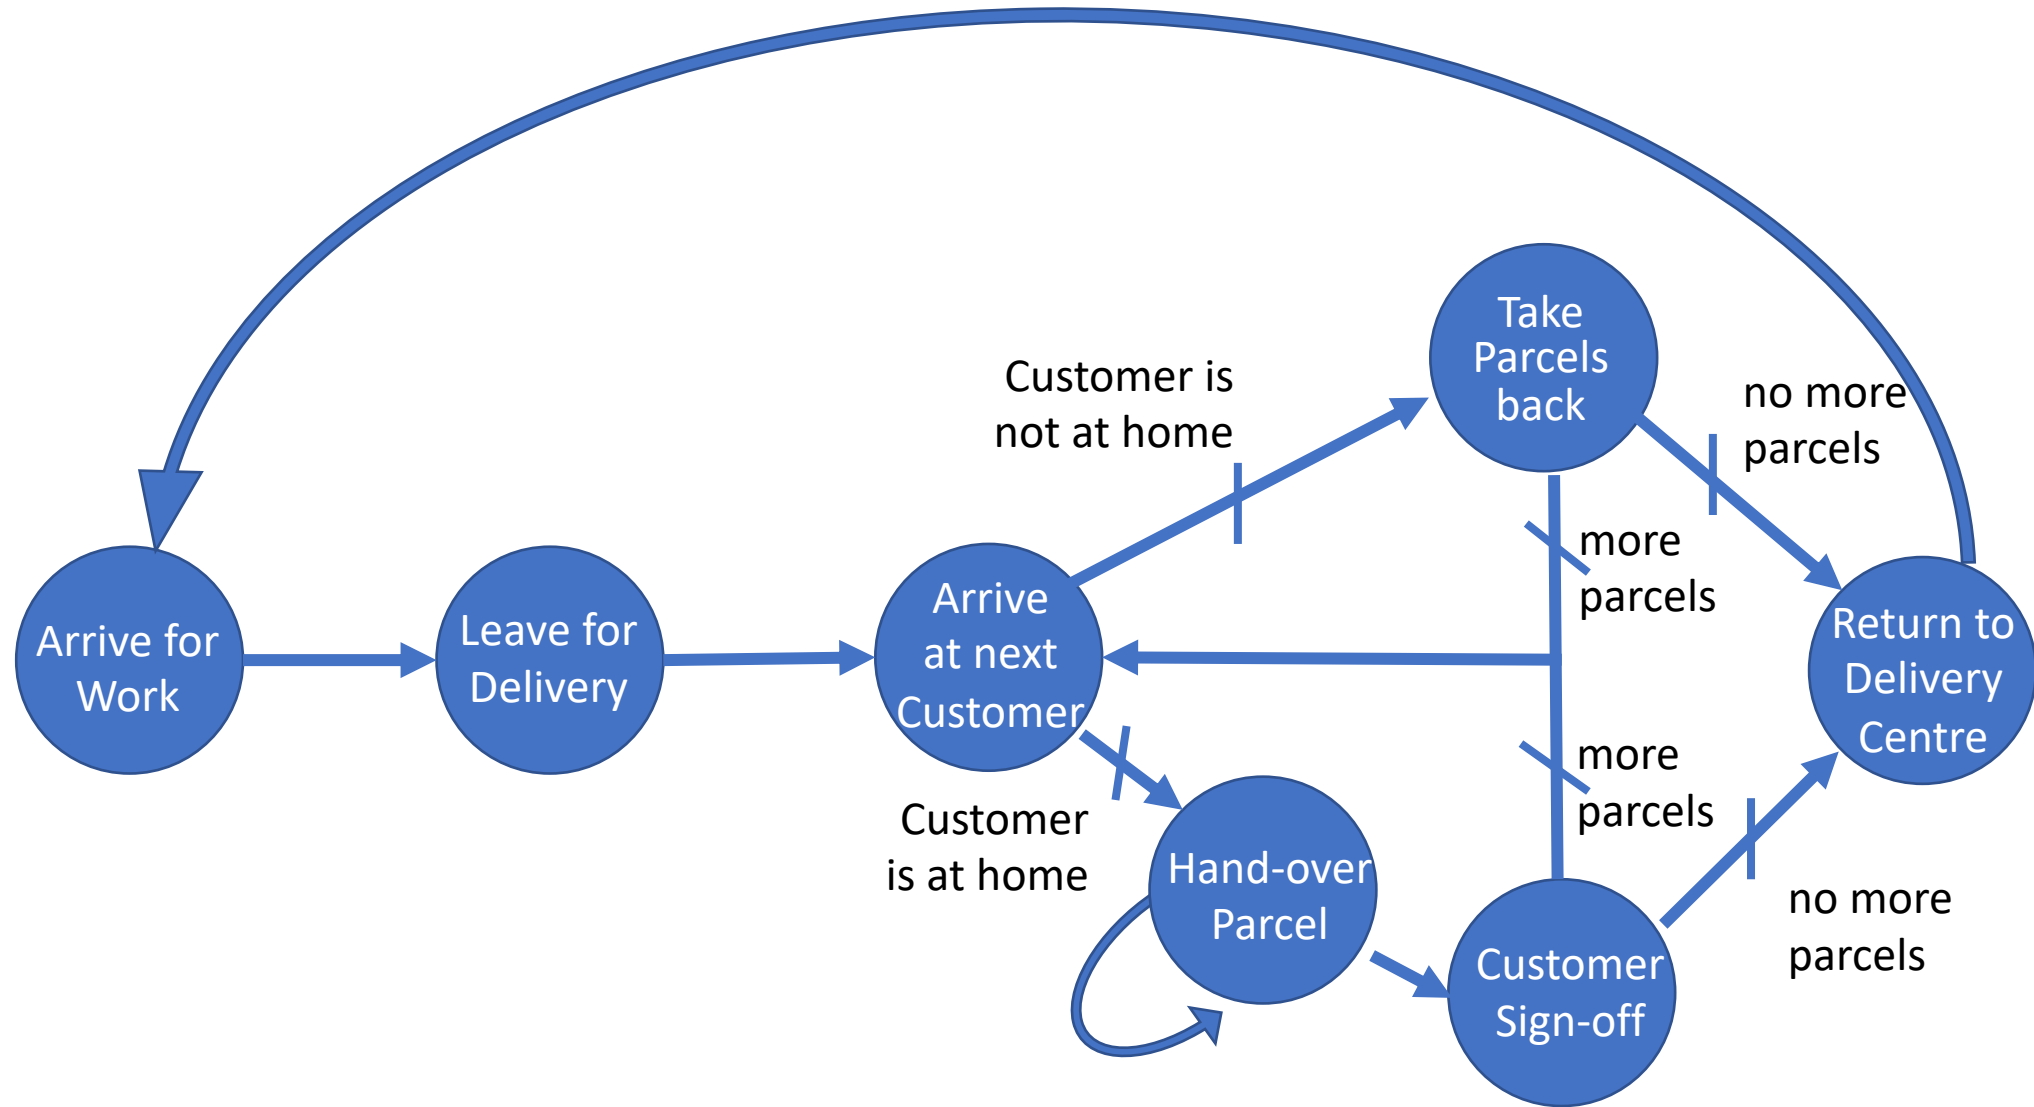 Arrive for
Work
Leave for
Delivery
Arrive
at next
Customer
Customer is
not at home
Take
Parcels
back
no more
parcels
more
parcels
Return to
Delivery
Centre
more
parcels
Customer
is at home
Hand-over
Parcel
Customer
Sign-off
no more
parcels